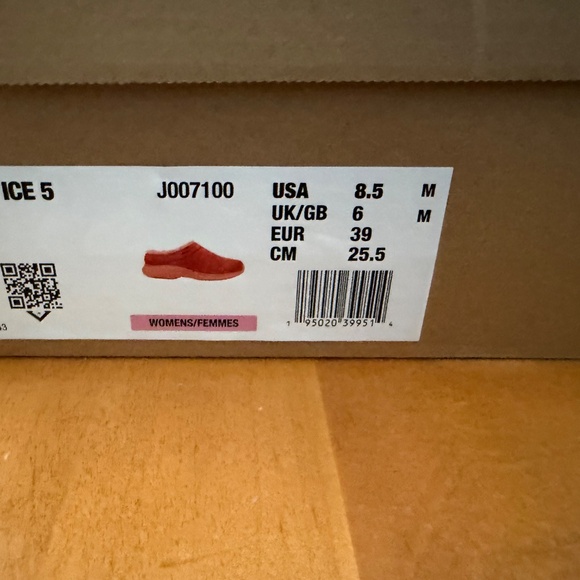 ICE 5
J007100
USA 8.5 M
UK/GB 6 M
EUR 39
CM 25.5
WOMENS/FEMMES
1 95020 39951 4